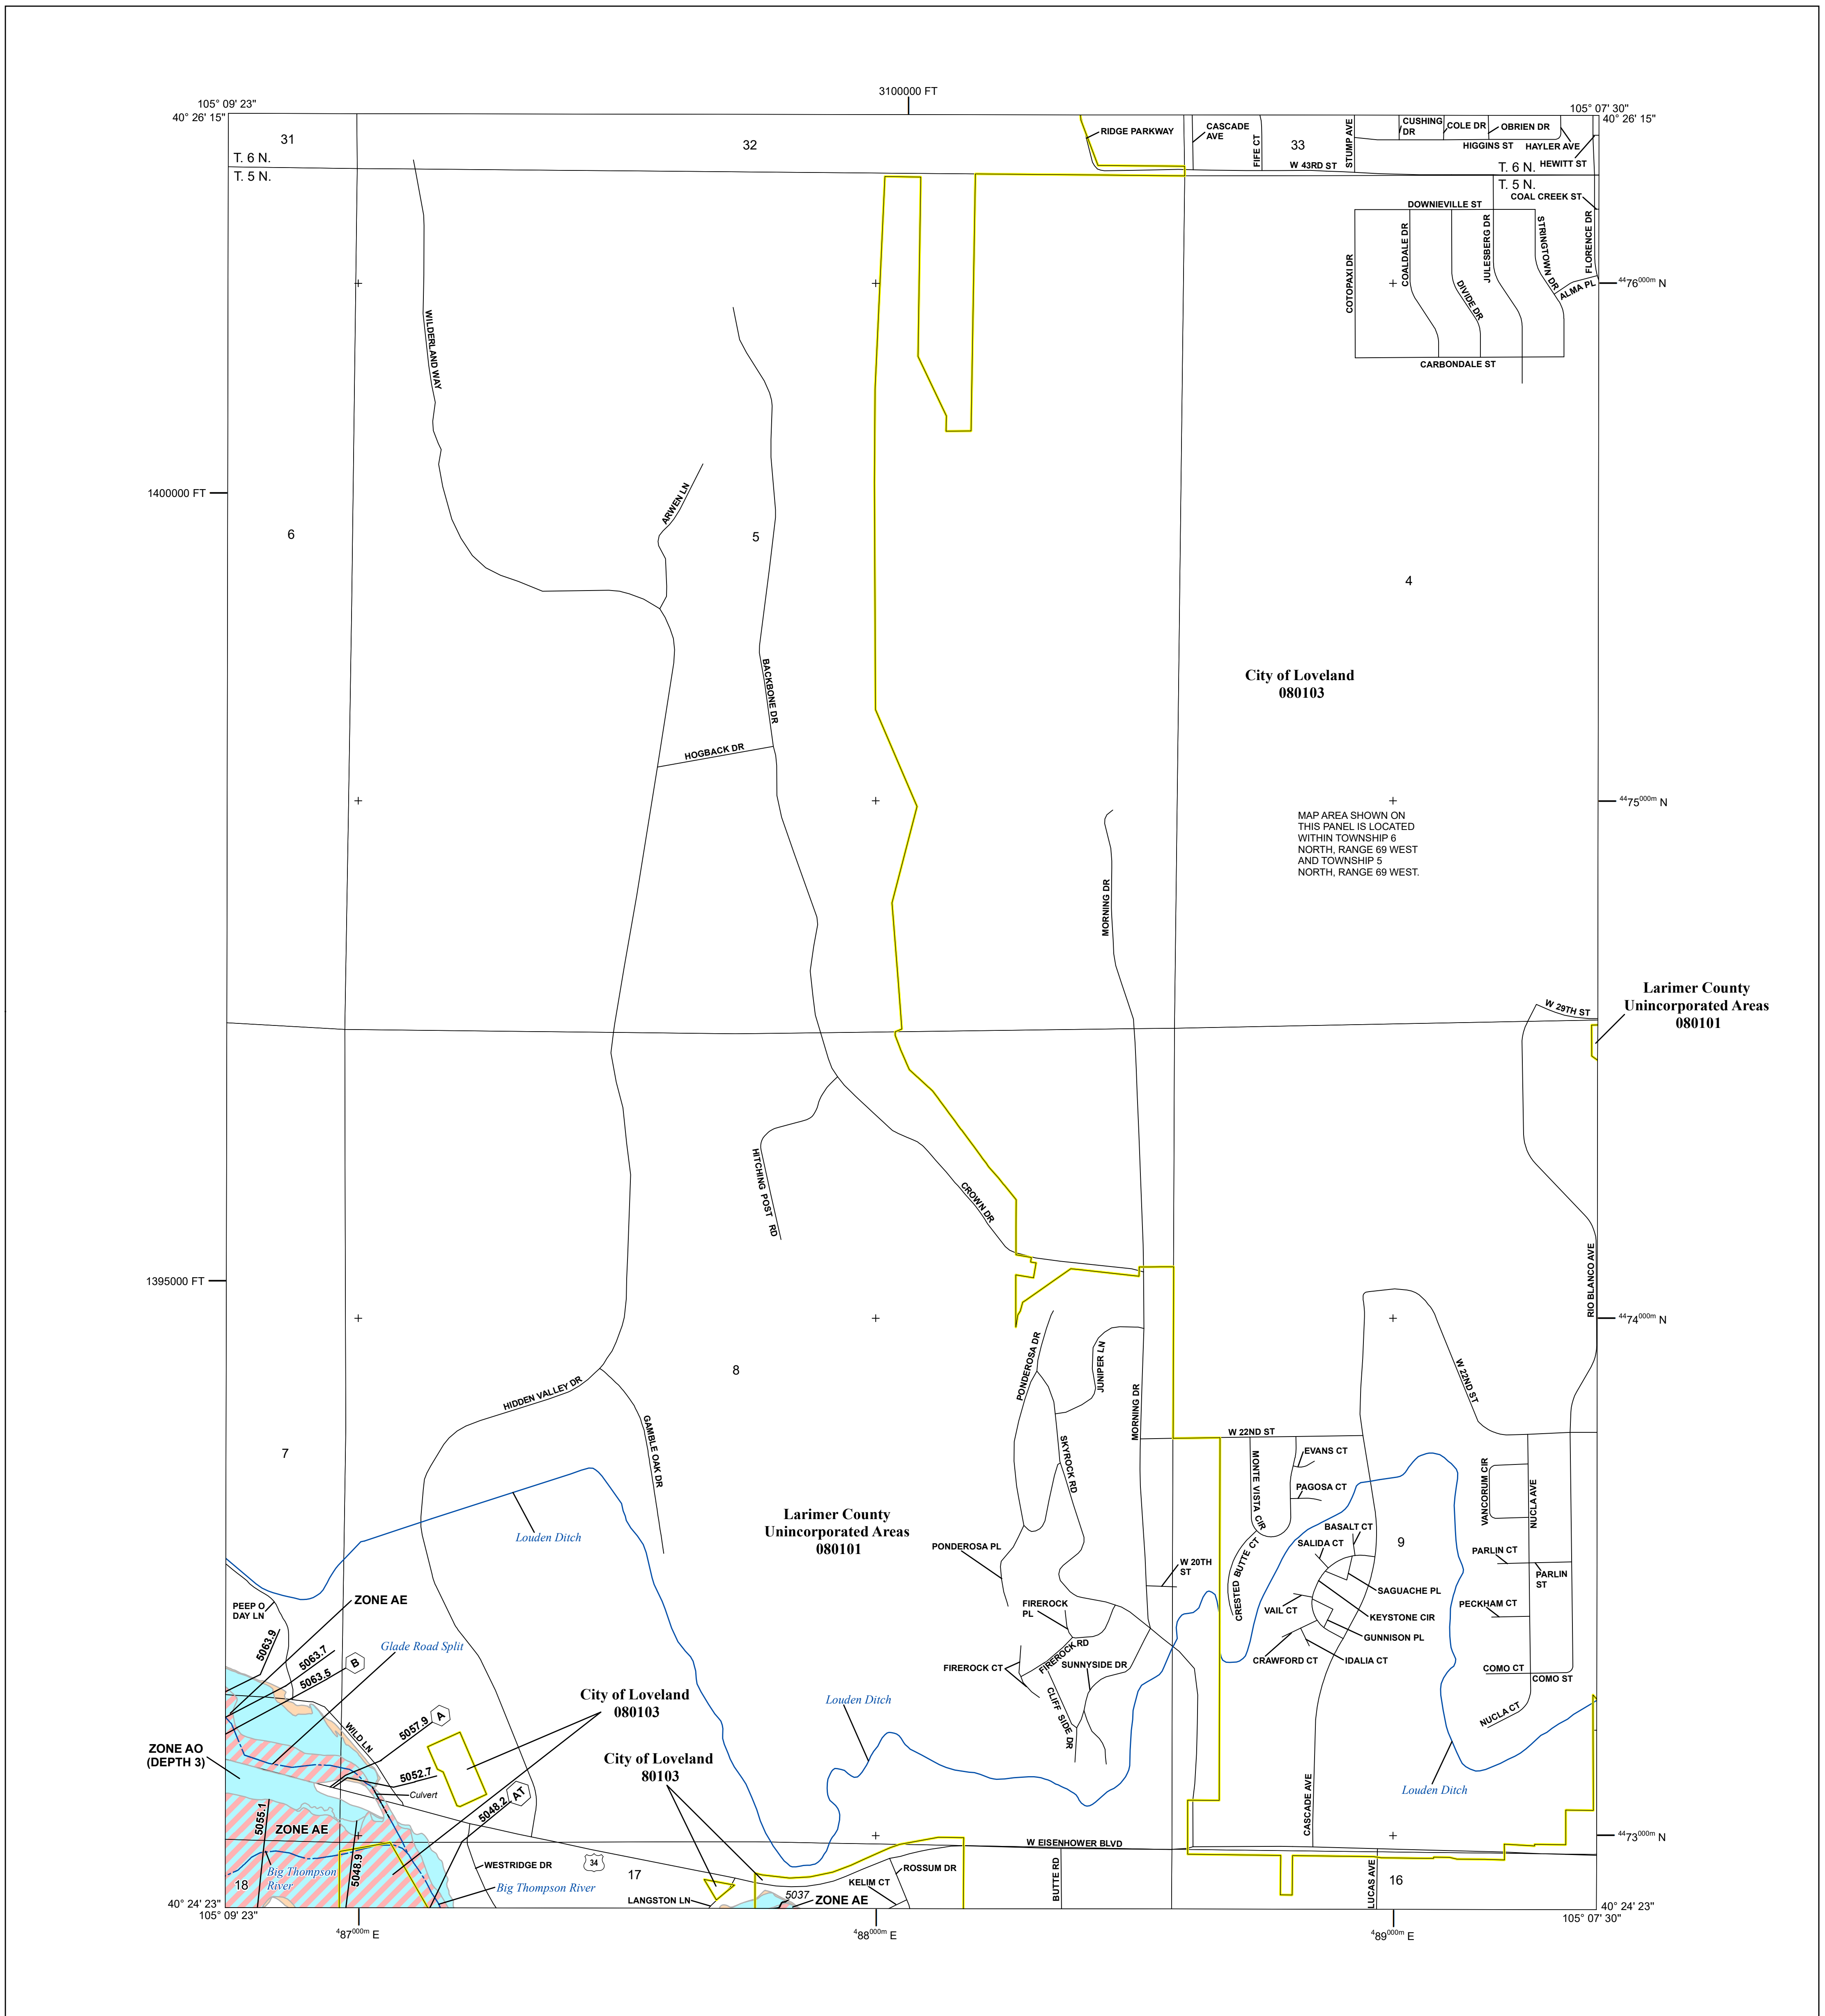 3100000 FT
105° 09' 23"
40° 26' 15"
105° 07' 30"
40° 26' 15"
31
32
33
T. 6 N.
T. 5 N.
RIDGE PARKWAY
CASCADE
AVE
FIFE CT
STUMP AVE
CUSHING
DR
COLE DR
OBRIEN DR
HIGGINS ST
HAYLER AVE
W 43RD ST
T. 6 N.
HEWITT ST
T. 5 N.
COAL CREEK ST
DOWNIEVILLE ST
COTOPAXI DR
COALDALE DR
DIVIDE DR
JULESBERG DR
STRINGTOWN DR
FLORENCE DR
ALMA PL
CARBONDALE ST
4476000m N
WILDERLAND WAY
1400000 FT
ARWEN LN
6
5
4
BACKBONE DR
HOGBACK DR
City of Loveland
080103
4475000m N
MAP AREA SHOWN ON
THIS PANEL IS LOCATED
WITHIN TOWNSHIP 6
NORTH, RANGE 69 WEST
AND TOWNSHIP 5
NORTH, RANGE 69 WEST.
MORNING DR
W 29TH ST
Larimer County
Unincorporated Areas
080101
HITCHING POST RD
CROWN DR
1395000 FT
RIO BLANCO AVE
4474000m N
8
7
HIDDEN VALLEY DR
GAMBLE OAK DR
PONDEROSA DR
JUNIPER LN
MORNING DR
SKYROCK RD
W 22ND ST
W 22ND ST
EVANS CT
MONTE VISTA CIR
PAGOSA CT
VANCORUM CIR
NUCLA AVE
Louden Ditch
Larimer County
Unincorporated Areas
080101
PONDEROSA PL
BASALT CT
SALIDA CT
9
CRESTED BUTTE CT
PARLIN CT
PARLIN
ST
W 20TH
ST
SAGUACHE PL
VAIL CT
KEYSTONE CIR
PECKHAM CT
GUNNISON PL
CRAWFORD CT
IDALIA CT
COMO CT
COMO ST
NUCLA CT
FIREROCK
PL
FIREROCK RD
FIREROCK CT
SUNNYSIDE DR
CLIFF SIDE DR
PEEP O
DAY LN
ZONE AE
5063.9
5063.7
5063.5
B
Glade Road Split
WILD LN
5057.9
A
City of Loveland
080103
Louden Ditch
ZONE AO
(DEPTH 3)
5052.7
Culvert
City of Loveland
80103
5048.2
AT
Louden Ditch
CASCADE AVE
5055.1
ZONE AE
5048.9
Big Thompson
River
18
WESTRIDGE DR
34
17
Big Thompson River
W EISENHOWER BLVD
ROSSUM DR
KELIM CT
LANGSTON LN
5037
ZONE AE
BUTTE RD
LUCAS AVE
16
4473000m N
40° 24' 23"
105° 09' 23"
40° 24' 23"
105° 07' 30"
487000m E
488000m E
489000m E